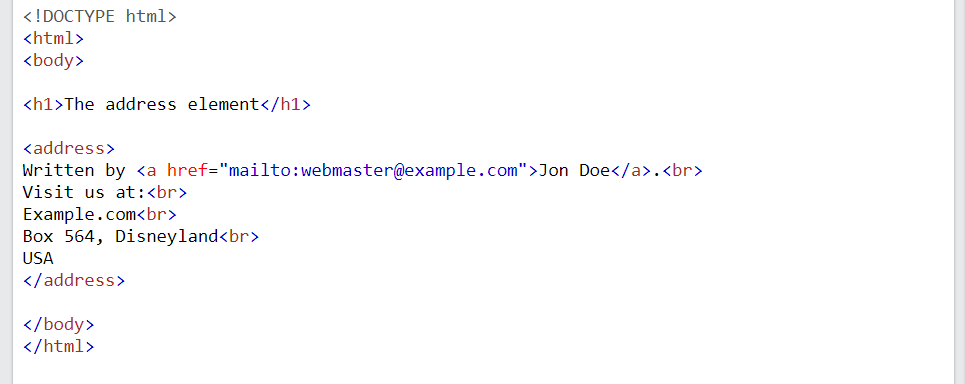 <!DOCTYPE html>
<html>
<body>
<h1>The address element</h1>
<address>
Written by <a href="mailto:webmaster@example.com">Jon Doe</a>.<br>
Visit us at:<br>
Example.com<br>
Box 564, Disneyland<br>
USA
</address>
</body>
</html>